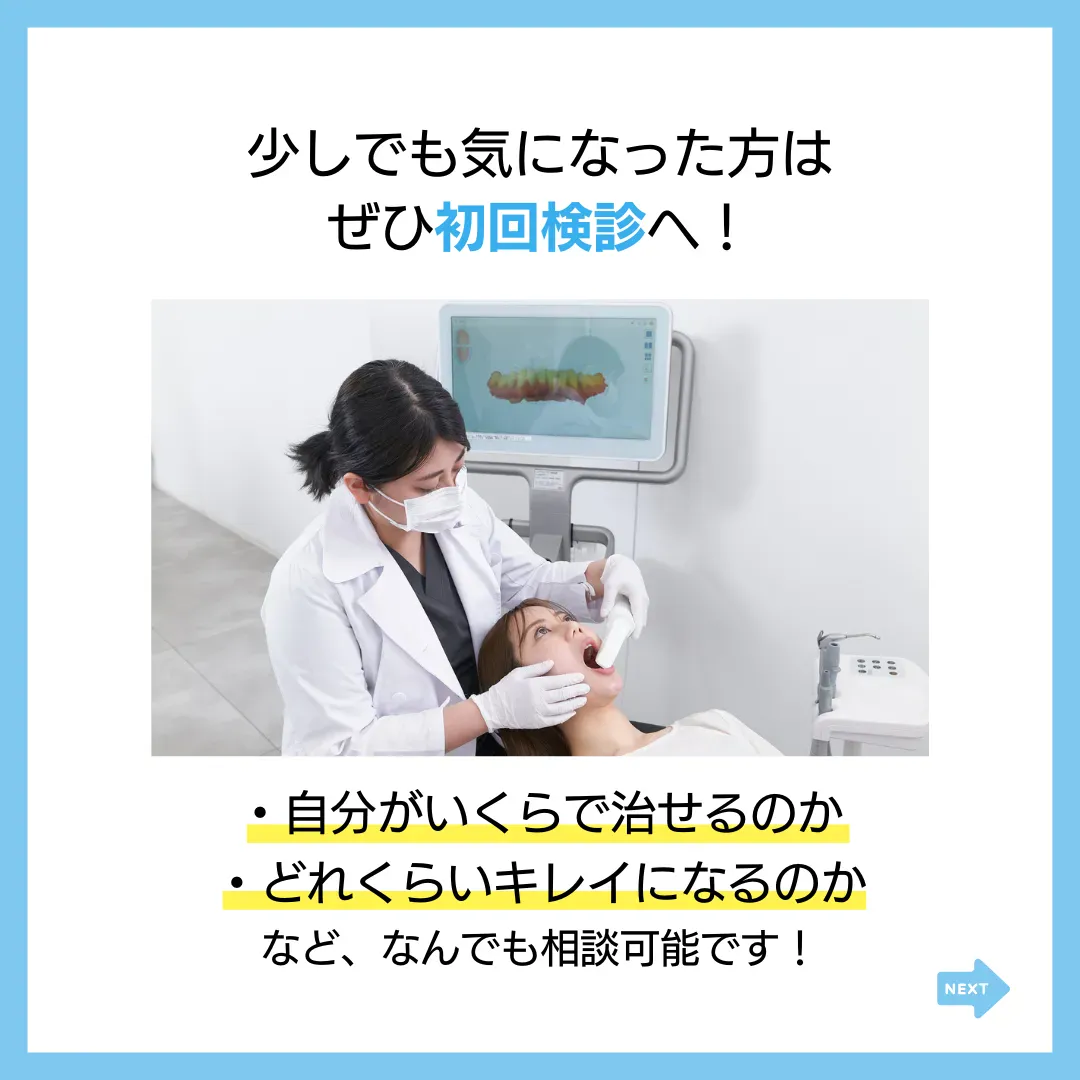 少しでも気になった方は
ぜひ初回検診へ！
・自分がいくらで治せるのか
・どれくらいキレイになるのか
など、なんでも相談可能です！
NEXT